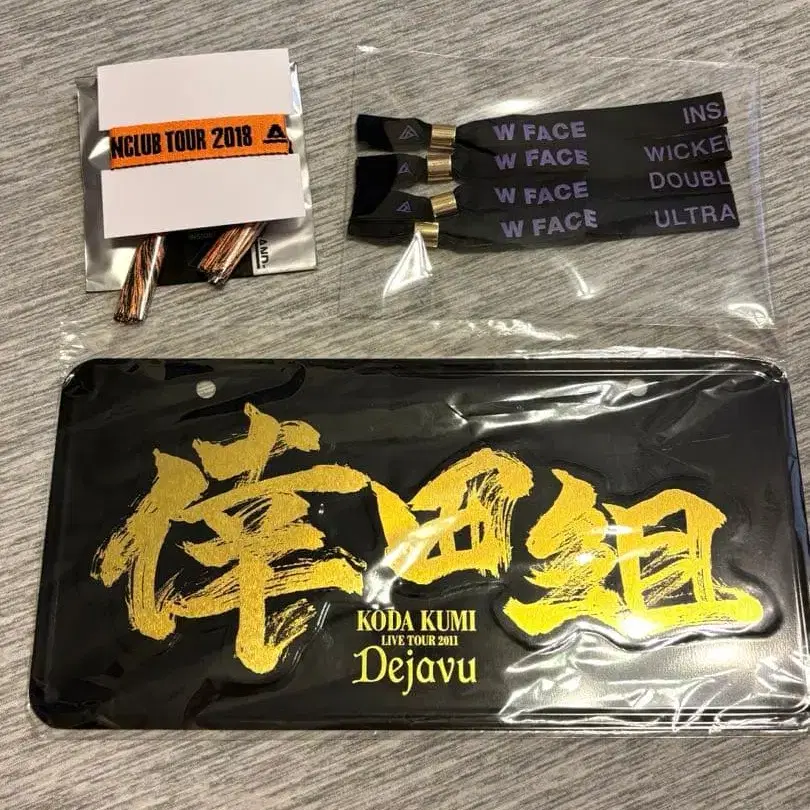 NCLUB TOUR 2018
W FACE INS
W FACE WICKE
W FACE DOUBL
W FACE ULTRA
倖田組
KODA KUMI
LIVE TOUR 2011
Dejavu